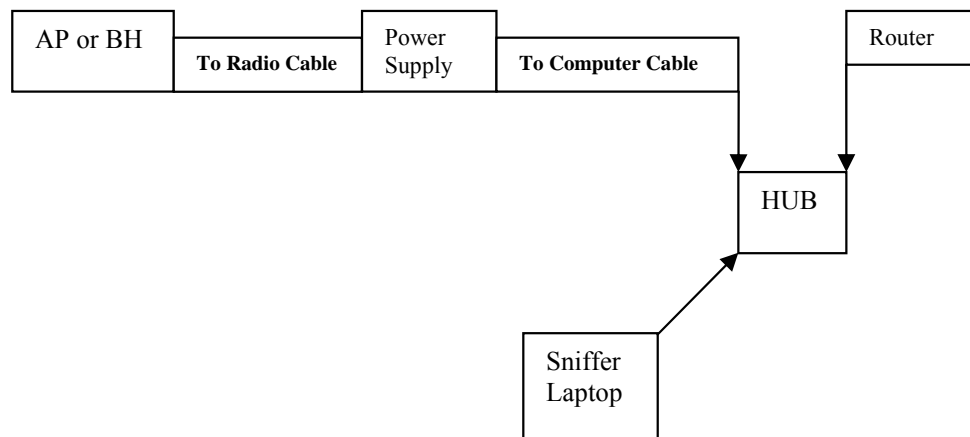 AP or BH
To Radio Cable
Power
Supply
To Computer Cable
Router
HUB
Sniffer
Laptop